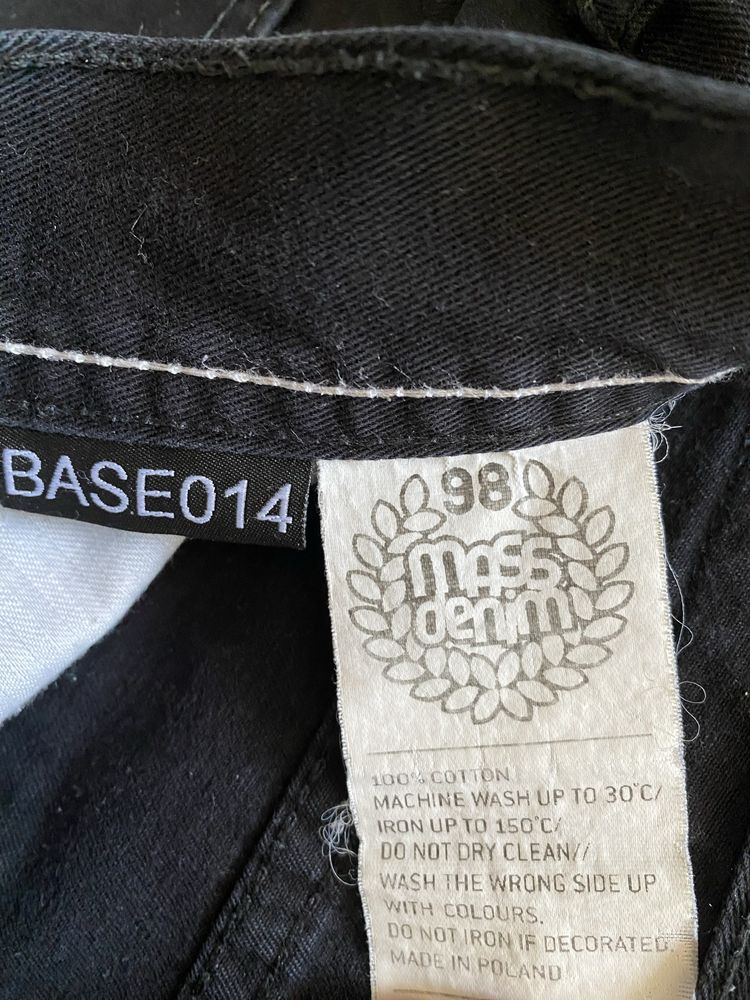 BASE014
98
mass
denim
100% COTTON
MACHINE WASH UP TO 30°C/
IRON UP TO 150°C/
DO NOT DRY CLEAN//
WASH THE WRONG SIDE UP
WITH COLOURS.
DO NOT IRON IF DECORATED.
MADE IN POLAND